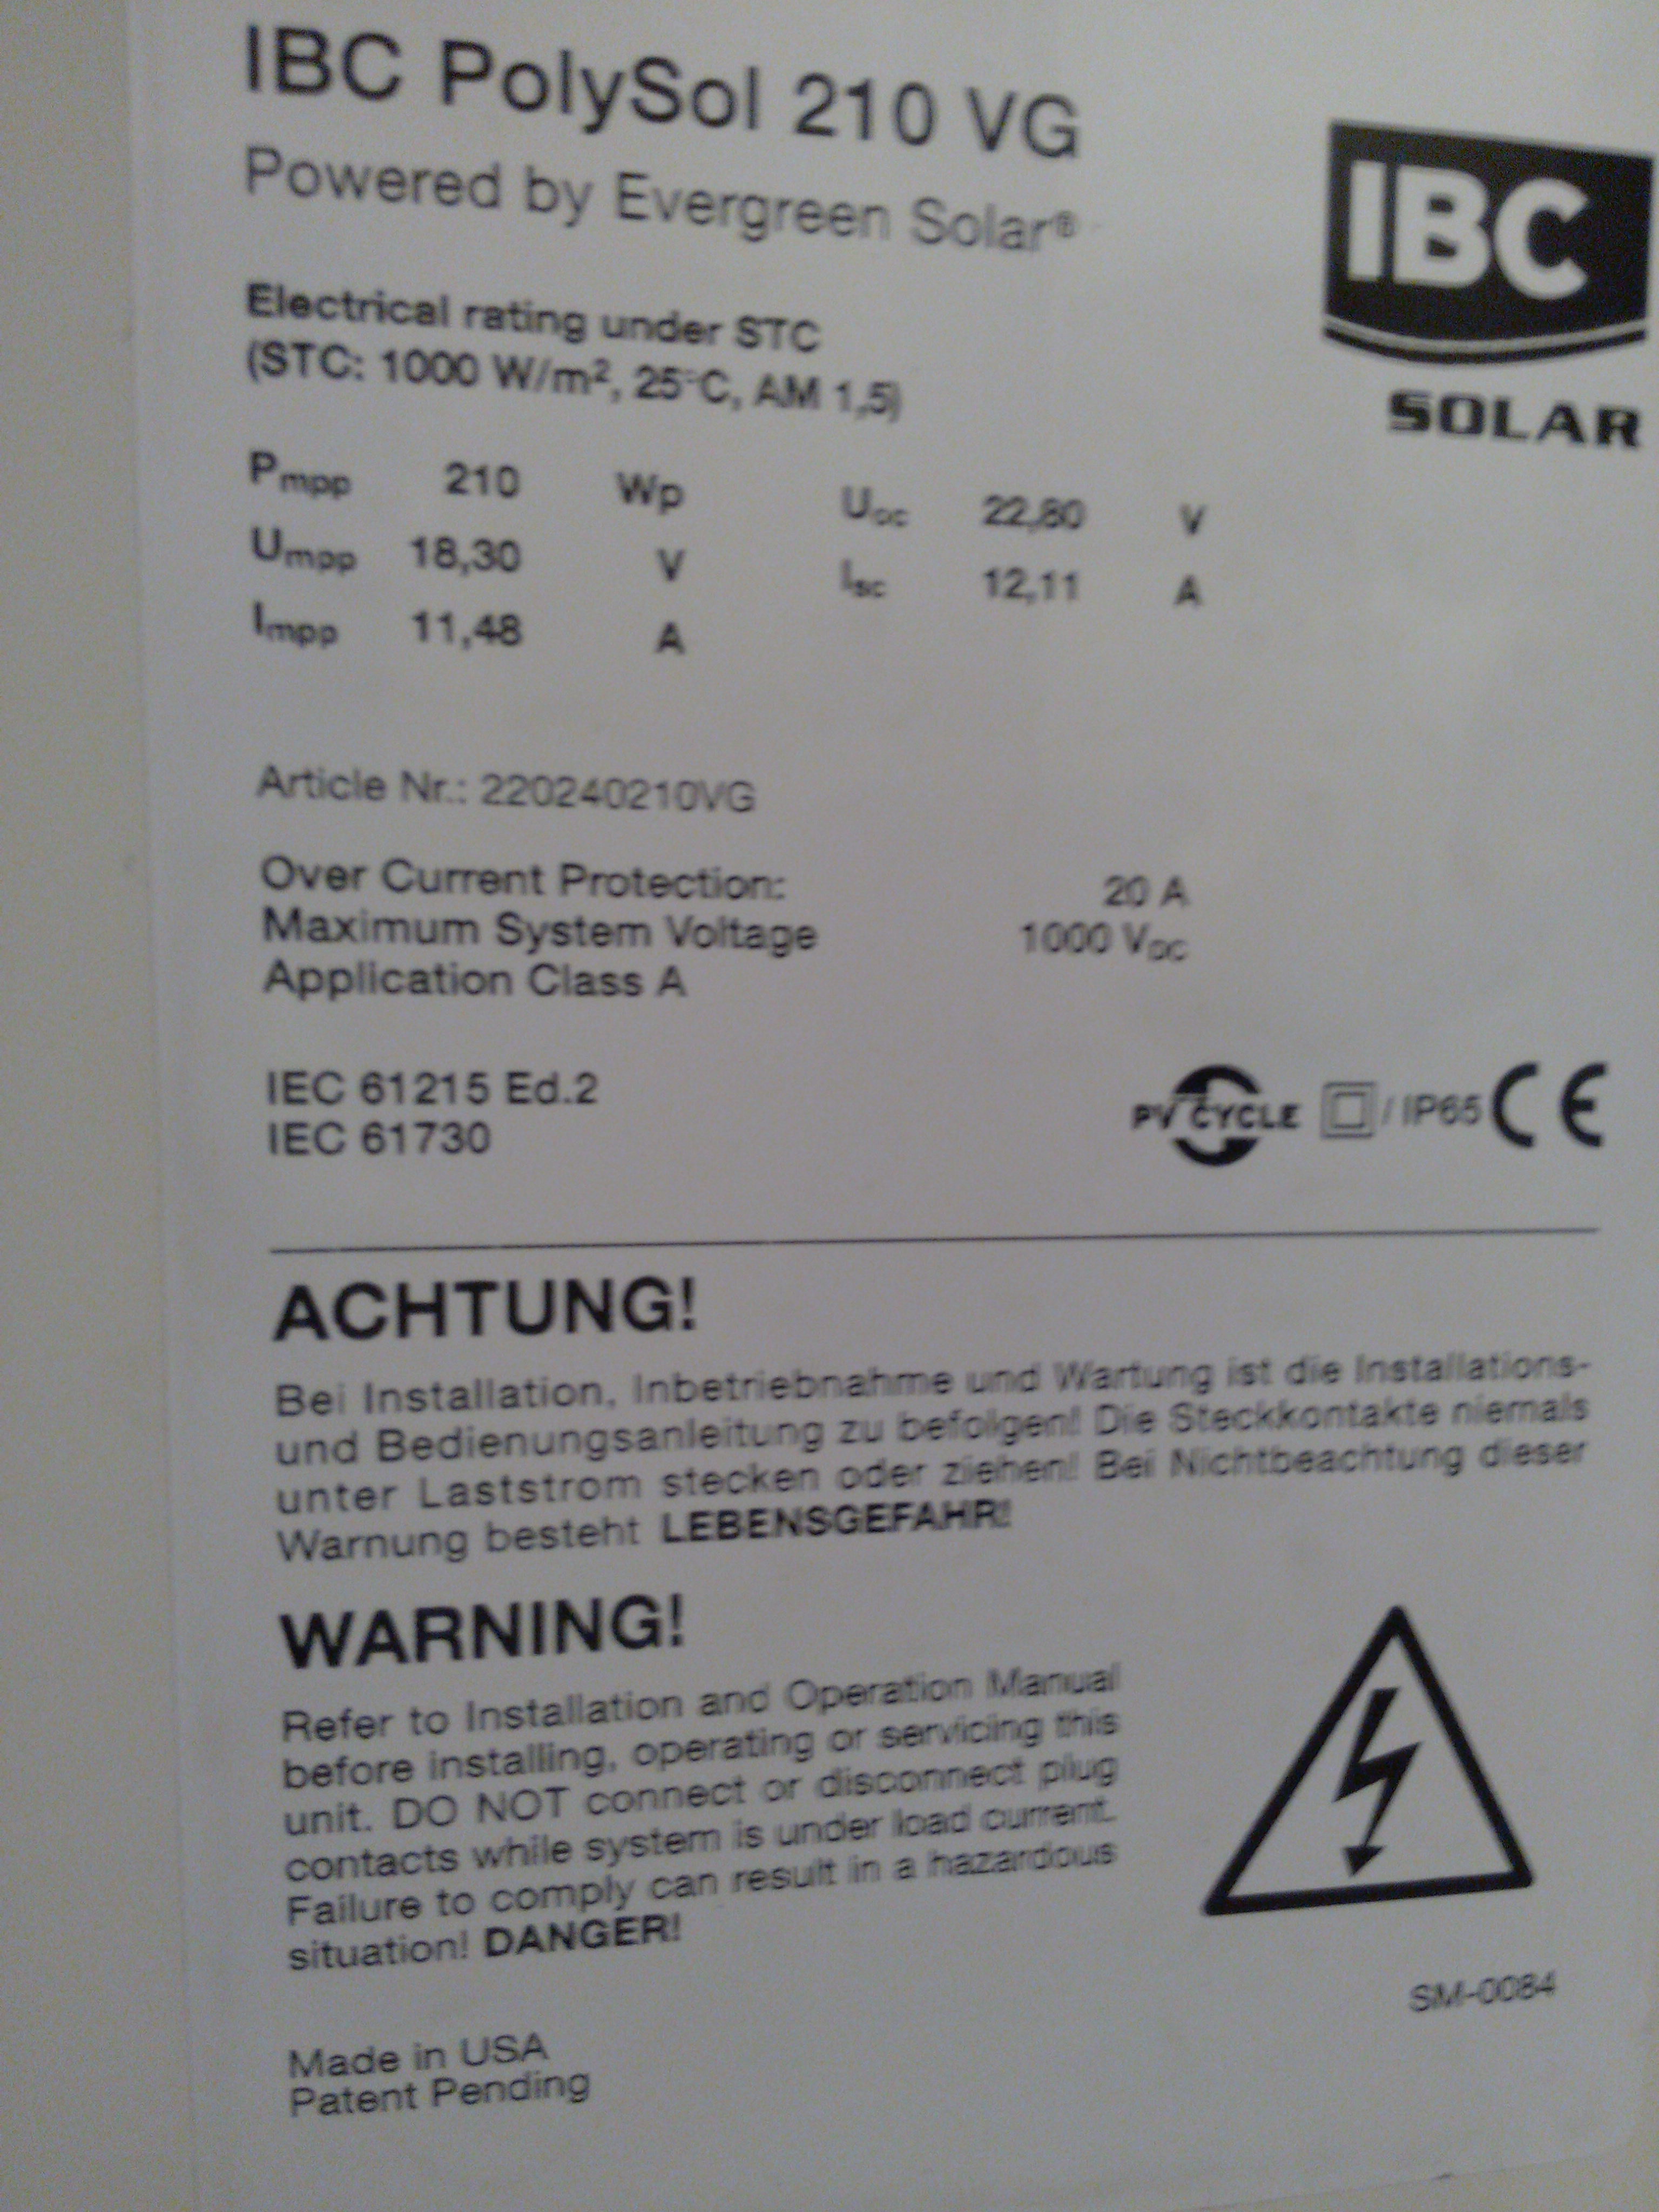 IBC PolySol 210 VG
Powered by Evergreen Solar®
IBC
SOLAR
Electrical rating under STC
(STC: 1000 W/m², 25°C, AM 1,5)
Pmpp 210 Wp Uoc 22,80 V
Umpp 18,30 V Isc 12,11 A
Impp 11,48 A
Article Nr.: 220240210VG
Over Current Protection: 20 A
Maximum System Voltage 1000 VDC
Application Class A
IEC 61215 Ed.2
IEC 61730
PV CYCLE / IP65 CE
ACHTUNG!
Bei Installation, Inbetriebnahme und Wartung ist die Installations-
und Bedienungsanleitung zu befolgen! Die Steckkontakte niemals
unter Laststrom stecken oder ziehen! Bei Nichtbeachtung dieser
Warnung besteht LEBENSGEFAHR!
WARNING!
Refer to Installation and Operation Manual
before installing, operating or servicing this
unit. DO NOT connect or disconnect plug
contacts while system is under load current.
Failure to comply can result in a hazardous
situation! DANGER!
SM-0084
Made in USA
Patent Pending